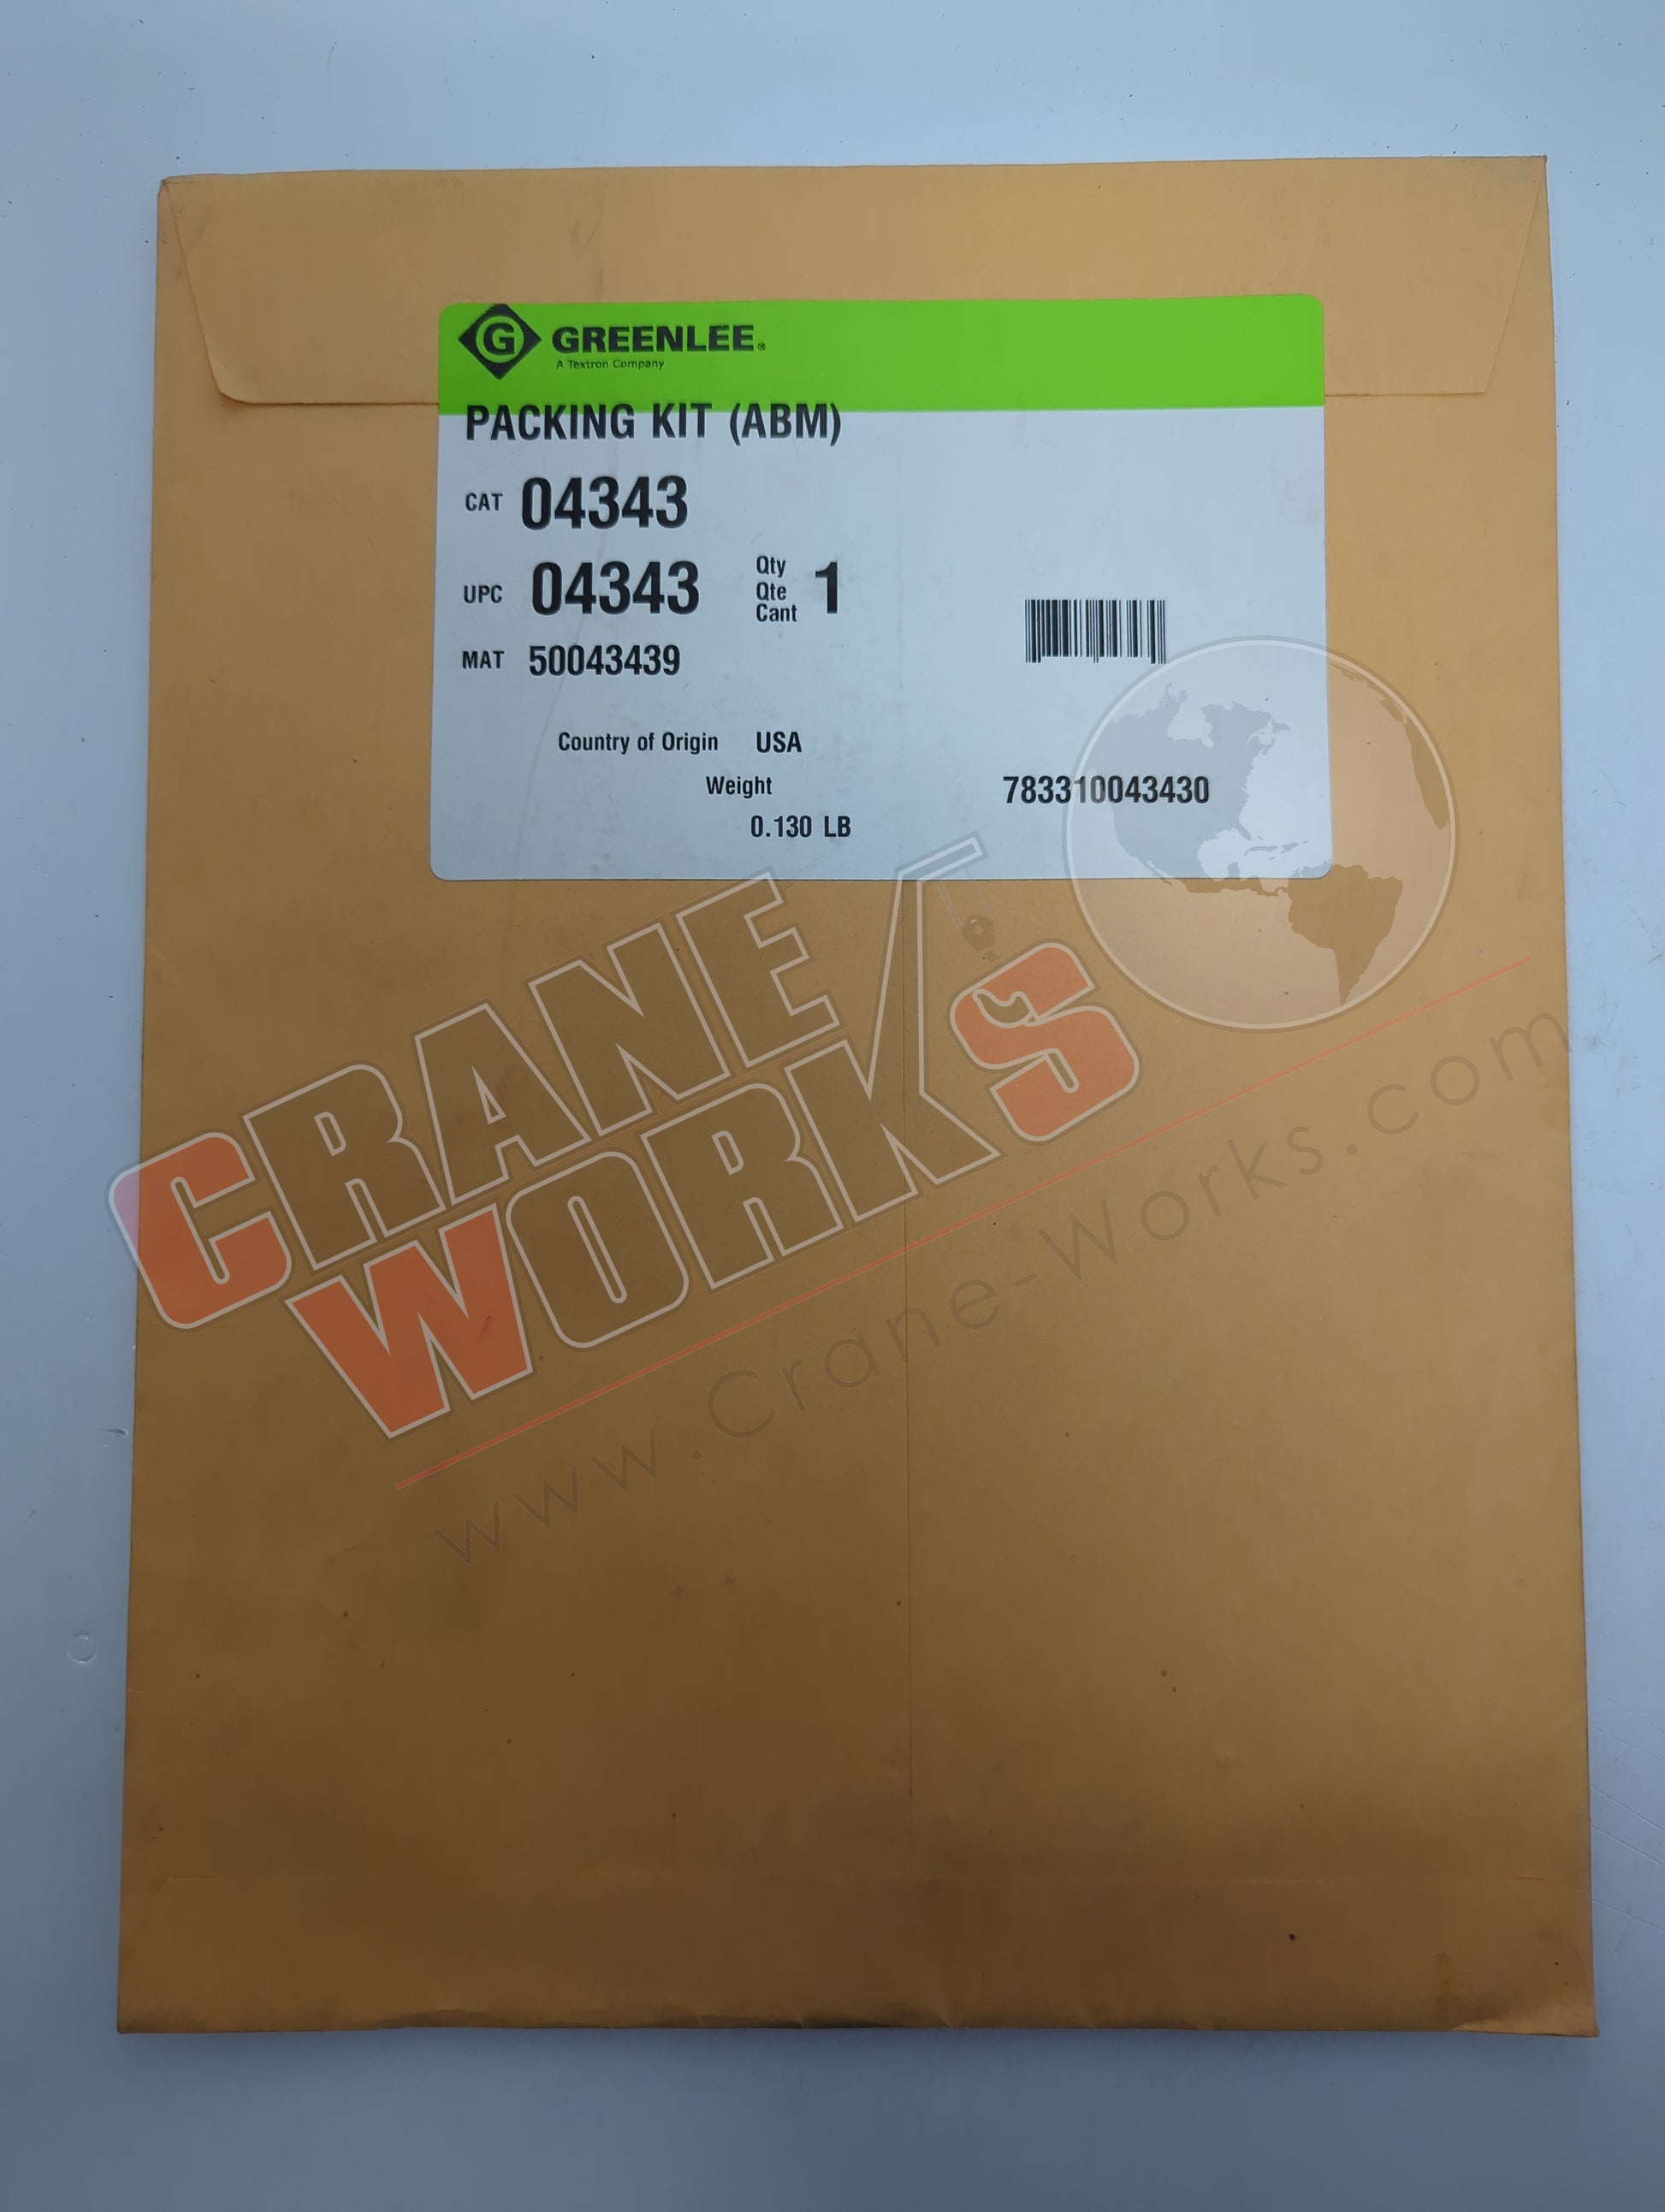 G GREENLEE®
A Textron Company
PACKING KIT (ABM)
CAT 04343
UPC 04343 Qty Qte Cant 1
MAT 50043439
Country of Origin USA
Weight
0.130 LB
783310043430
CRANE
WORKS
www.Crane-Works.com